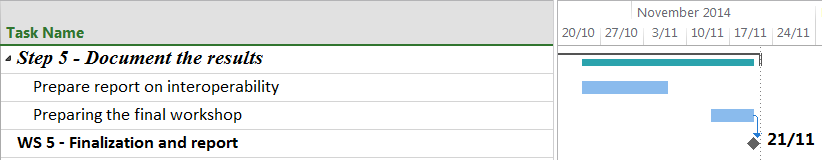 November 2014
Task Name
20/10 27/10 3/11 10/11 17/11 24/11
Step 5 - Document the results
Prepare report on interoperability
Preparing the final workshop
WS 5 - Finalization and report
21/11